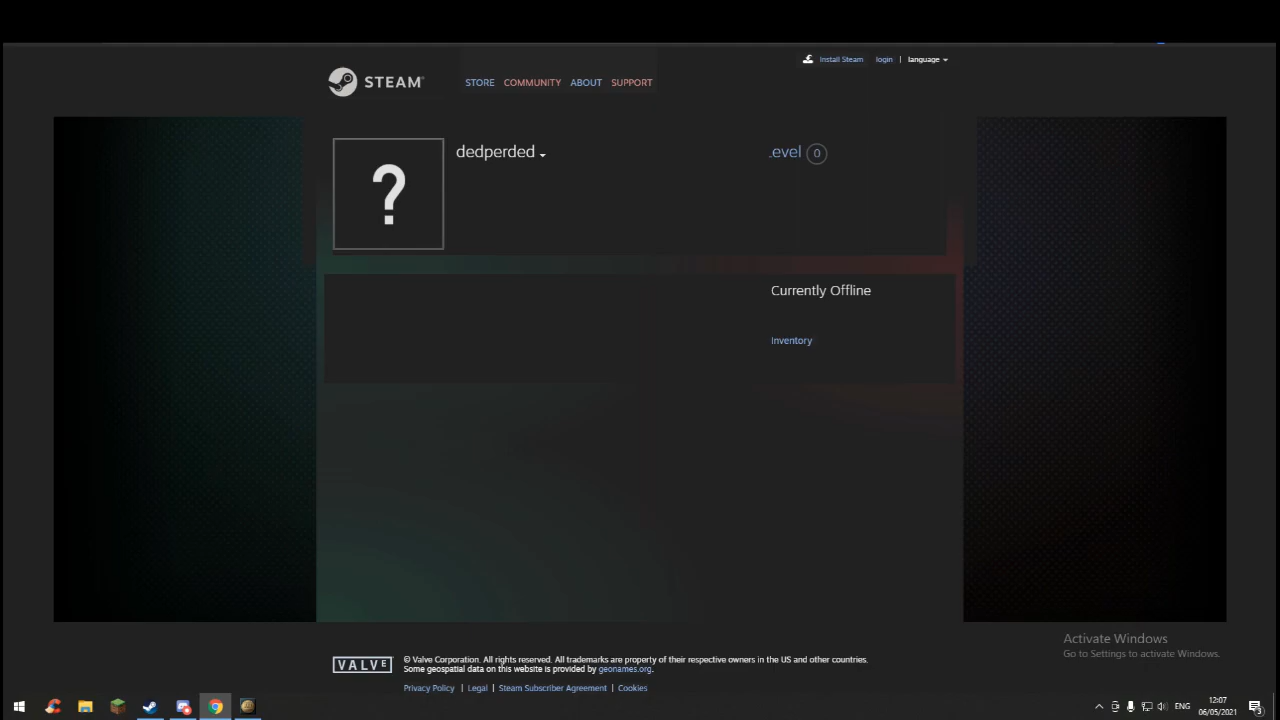 Install Steam login | language
STEAM®
STORE COMMUNITY ABOUT SUPPORT
?
dedperded
.evel 0
Currently Offline
Inventory
VALVE
© Valve Corporation. All rights reserved. All trademarks are property of their respective owners in the US and other countries.
Some geospatial data on this website is provided by geonames.org.
Privacy Policy | Legal | Steam Subscriber Agreement | Cookies
Activate Windows
Go to Settings to activate Windows.
ENG
12:07
06/05/2021
3